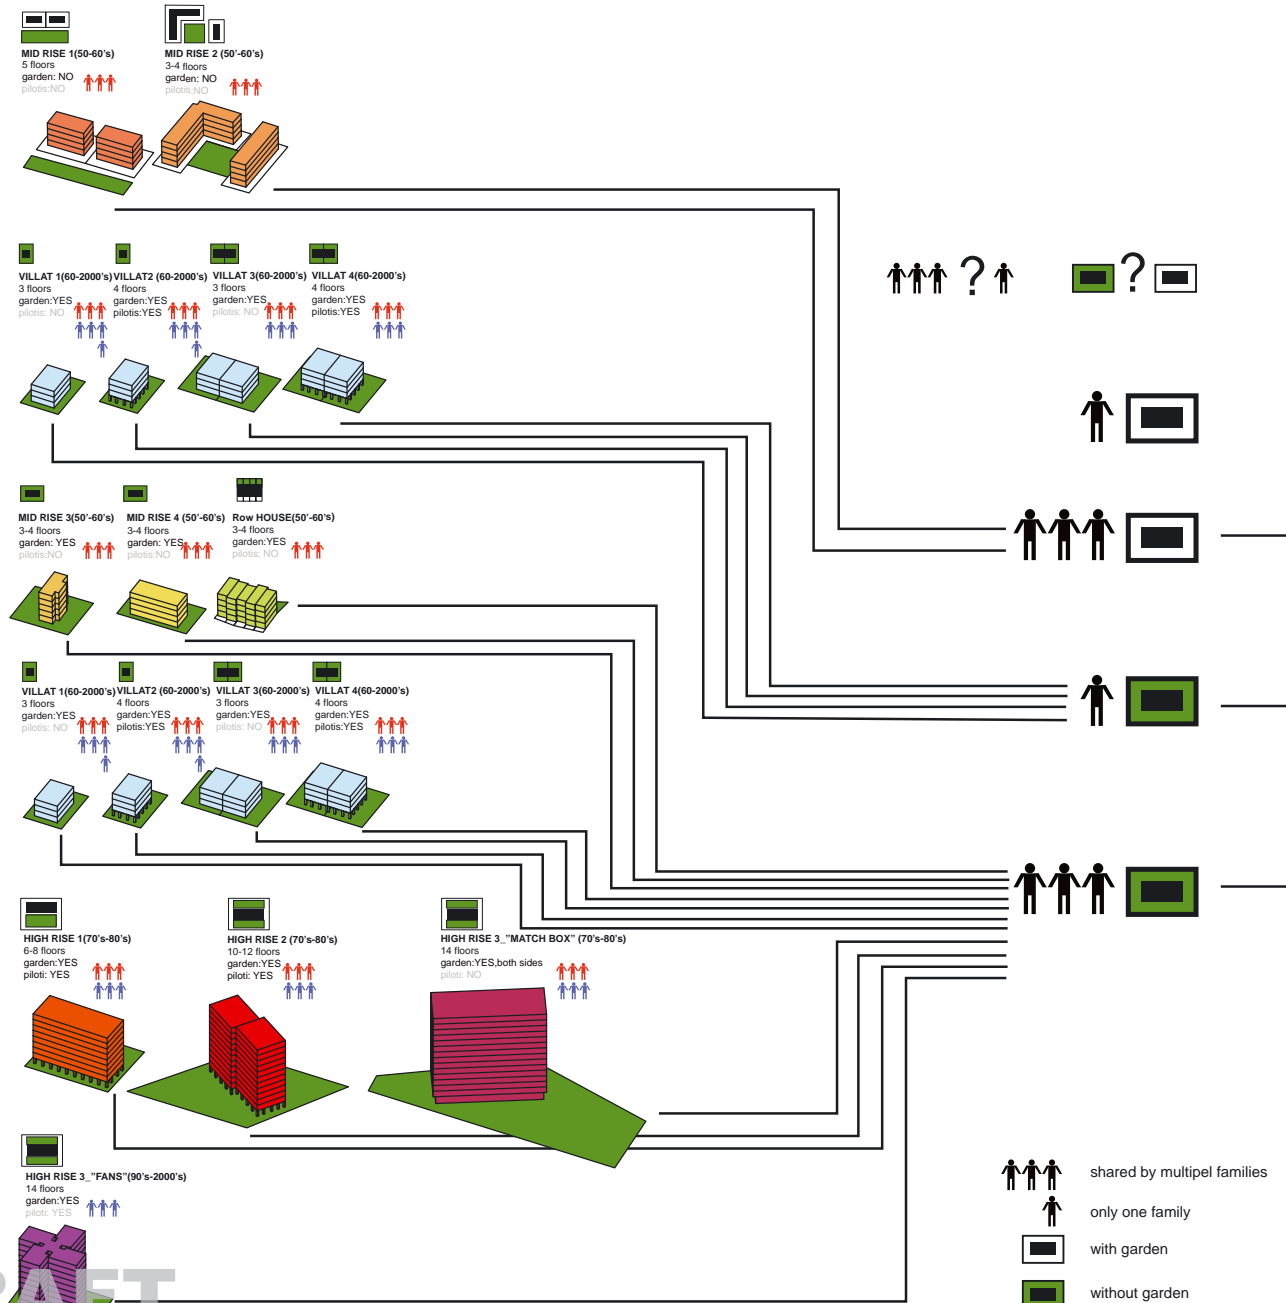 MID RISE 1(50-60's)
5 floors
garden: NO
pilotis:NO
MID RISE 2 (50'-60's)
3-4 floors
garden: NO
pilotis:NO
VILLAT 1(60-2000's)
3 floors
garden:YES
pilotis: NO
VILLAT2 (60-2000's)
4 floors
garden:YES
pilotis:YES
VILLAT 3(60-2000's)
3 floors
garden:YES
pilotis: NO
VILLAT 4(60-2000's)
4 floors
garden:YES
pilotis:YES
? ?
MID RISE 3(50'-60's)
3-4 floors
garden: YES
pilotis:NO
MID RISE 4 (50'-60's)
3-4 floors
garden: YES
pilotis:NO
Row HOUSE(50'-60's)
3-4 floors
garden:YES
pilotis: NO
VILLAT 1(60-2000's)
3 floors
garden:YES
pilotis: NO
VILLAT2 (60-2000's)
4 floors
garden:YES
pilotis:YES
VILLAT 3(60-2000's)
3 floors
garden:YES
pilotis: NO
VILLAT 4(60-2000's)
4 floors
garden:YES
pilotis:YES
HIGH RISE 1(70's-80's)
6-8 floors
garden:YES
piloti: YES
HIGH RISE 2 (70's-80's)
10-12 floors
garden:YES
piloti: YES
HIGH RISE 3_"MATCH BOX" (70's-80's)
14 floors
garden:YES,both sides
piloti: NO
HIGH RISE 3_"FANS"(90's-2000's)
14 floors
garden:YES
piloti: YES
shared by multipel families
only one family
with garden
without garden